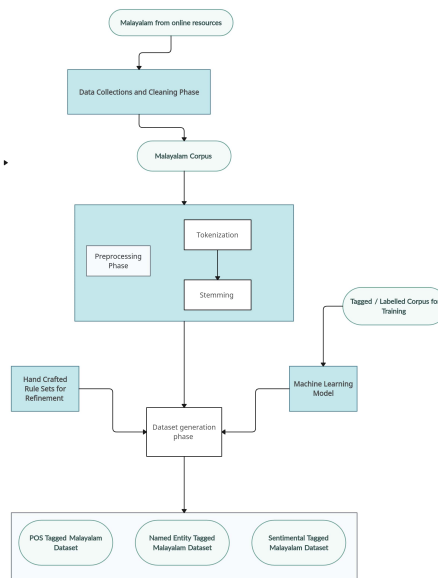 Malayalam from online resources
Data Collections and Cleaning Phase
Malayalam Corpus
Tokenization
Preprocessing
Phase
Stemming
Tagged / Labelled Corpus for
Training
Hand Crafted
Rule Sets for
Refinement
Machine Learning
Model
Dataset generation
phase
POS Tagged Malayalam
Dataset
Named Entity Tagged
Malayalam Dataset
Sentimental Tagged
Malayalam Dataset